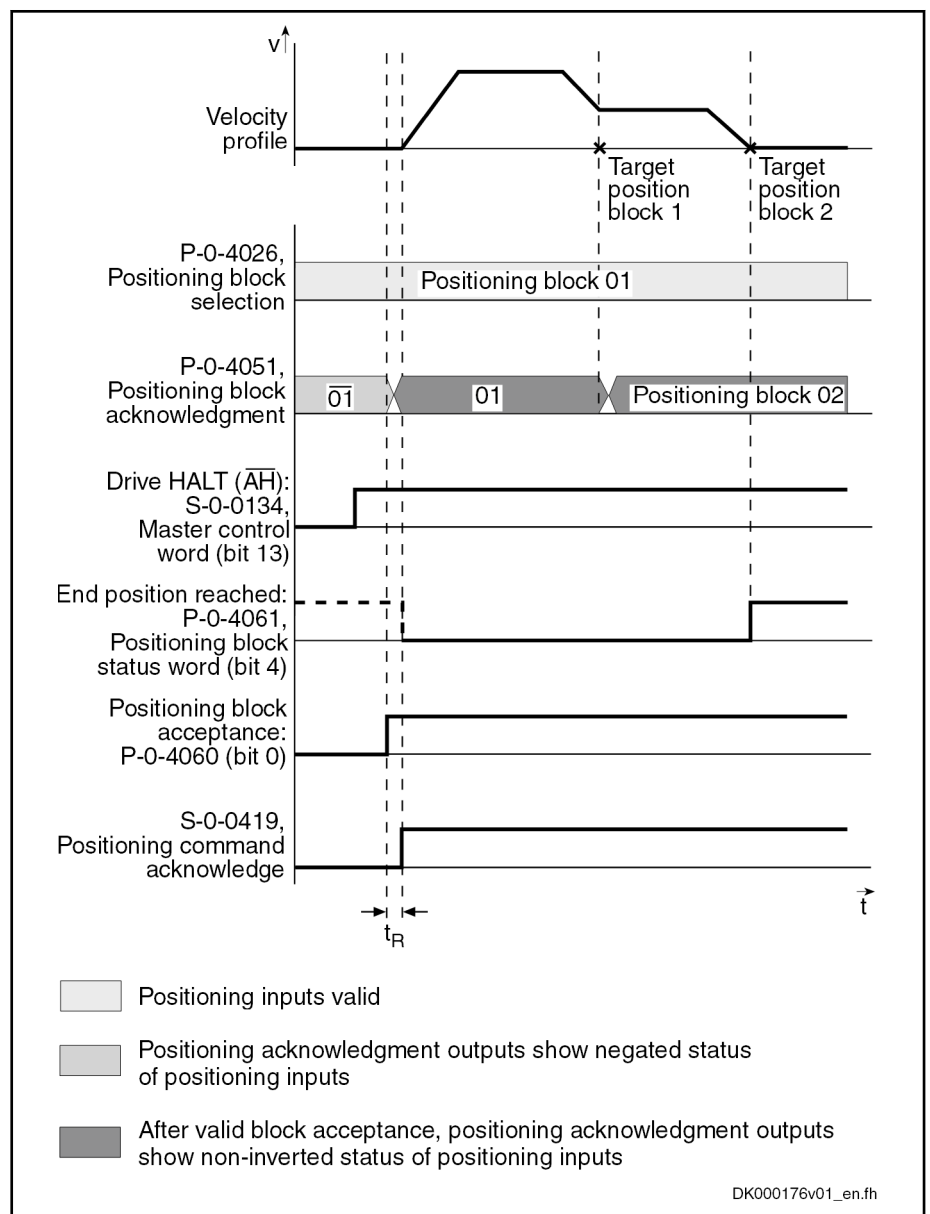 v
Velocity
profile
Target
position
block 1
Target
position
block 2
P-0-4026,
Positioning block
selection
Positioning block 01
P-0-4051,
Positioning block
acknowledgment
0̅1̅
01
Positioning block 02
Drive HALT (A̅H̅):
S-0-0134,
Master control
word (bit 13)
End position reached:
P-0-4061,
Positioning block
status word (bit 4)
Positioning block
acceptance:
P-0-4060 (bit 0)
S-0-0419,
Positioning command
acknowledge
t
tR
Positioning inputs valid
Positioning acknowledgment outputs show negated status
of positioning inputs
After valid block acceptance, positioning acknowledgment outputs
show non-inverted status of positioning inputs
DK000176v01_en.fh